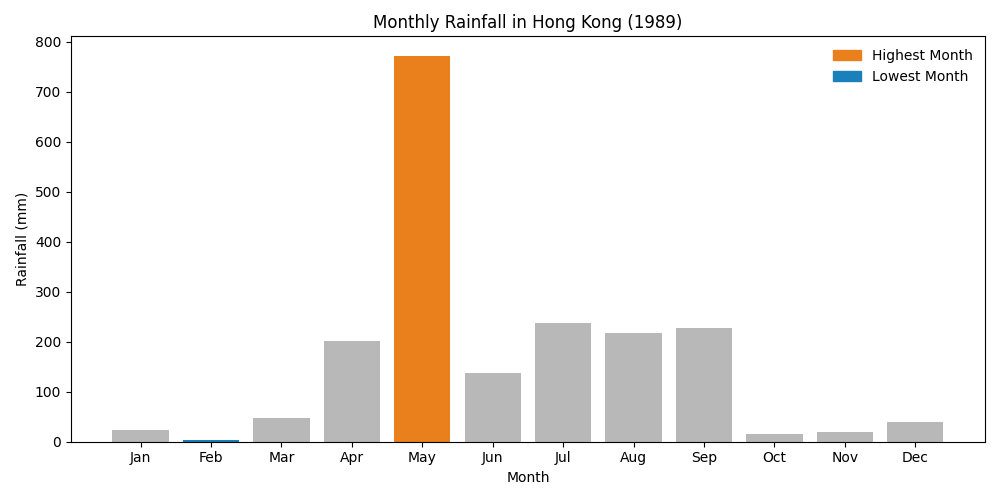 Monthly Rainfall in Hong Kong (1989)
Highest Month
Lowest Month
Rainfall (mm)
800
700
600
500
400
300
200
100
0
Jan Feb Mar Apr May Jun Jul Aug Sep Oct Nov Dec
Month